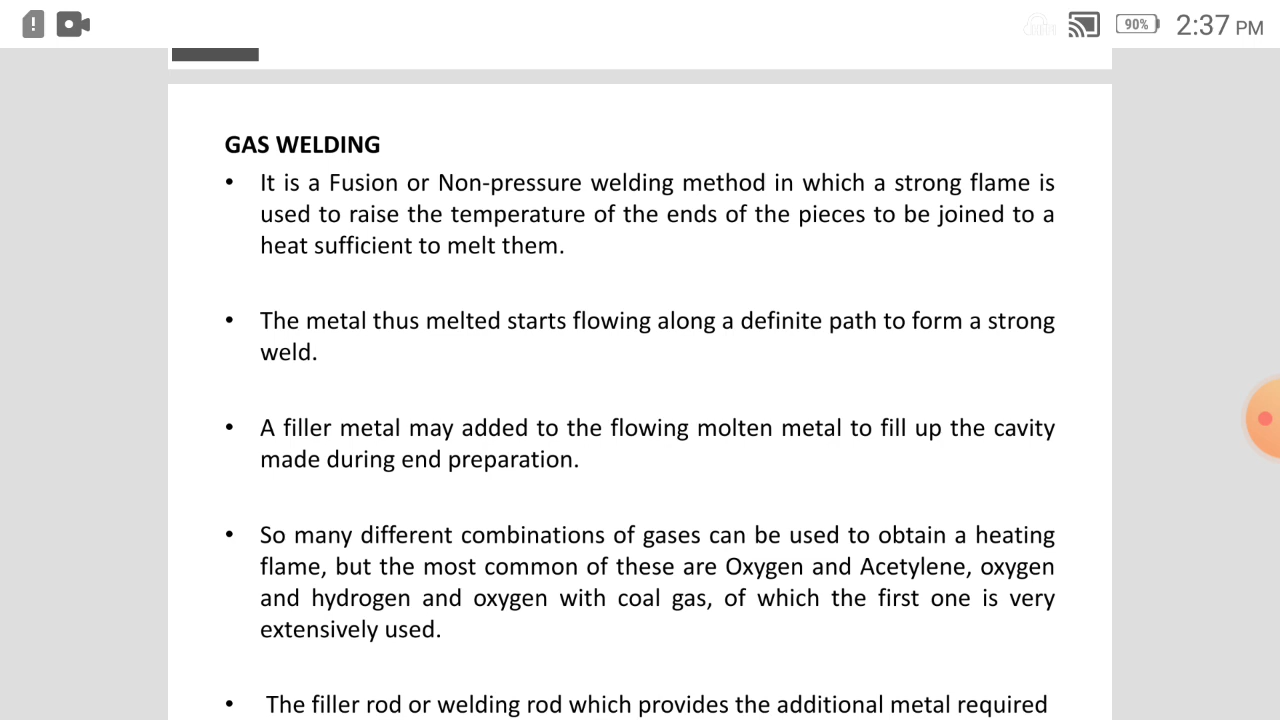 90% 2:37 PM
GAS WELDING
• It is a Fusion or Non-pressure welding method in which a strong flame is
used to raise the temperature of the ends of the pieces to be joined to a
heat sufficient to melt them.
• The metal thus melted starts flowing along a definite path to form a strong
weld.
• A filler metal may added to the flowing molten metal to fill up the cavity
made during end preparation.
• So many different combinations of gases can be used to obtain a heating
flame, but the most common of these are Oxygen and Acetylene, oxygen
and hydrogen and oxygen with coal gas, of which the first one is very
extensively used.
• The filler rod or welding rod which provides the additional metal required